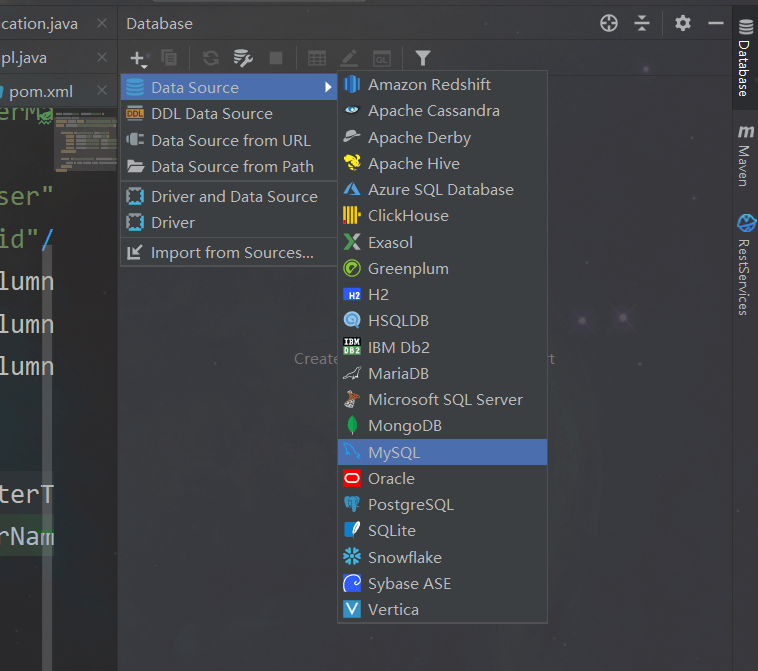 ication.java
pl.java
pom.xml
ser"
id"/
lumn
lumn
lumn
terT
rNam
Database
Data Source
DDL Data Source
Data Source from URL
Data Source from Path
Driver and Data Source
Driver
Import from Sources...
Create
t
Amazon Redshift
Apache Cassandra
Apache Derby
Apache Hive
Azure SQL Database
ClickHouse
Exasol
Greenplum
H2
HSQLDB
IBM Db2
MariaDB
Microsoft SQL Server
MongoDB
MySQL
Oracle
PostgreSQL
SQLite
Snowflake
Sybase ASE
Vertica
Database
Maven
RestServices